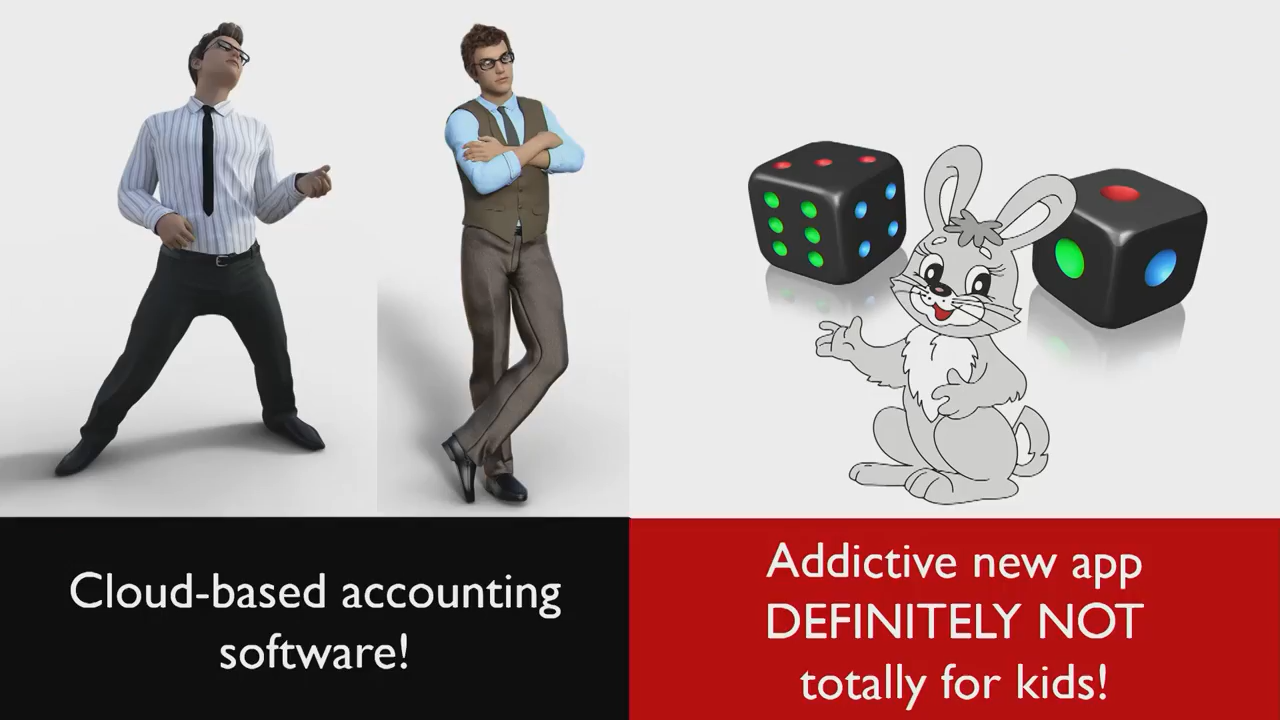 Cloud-based accounting
software!
Addictive new app
DEFINITELY NOT
totally for kids!